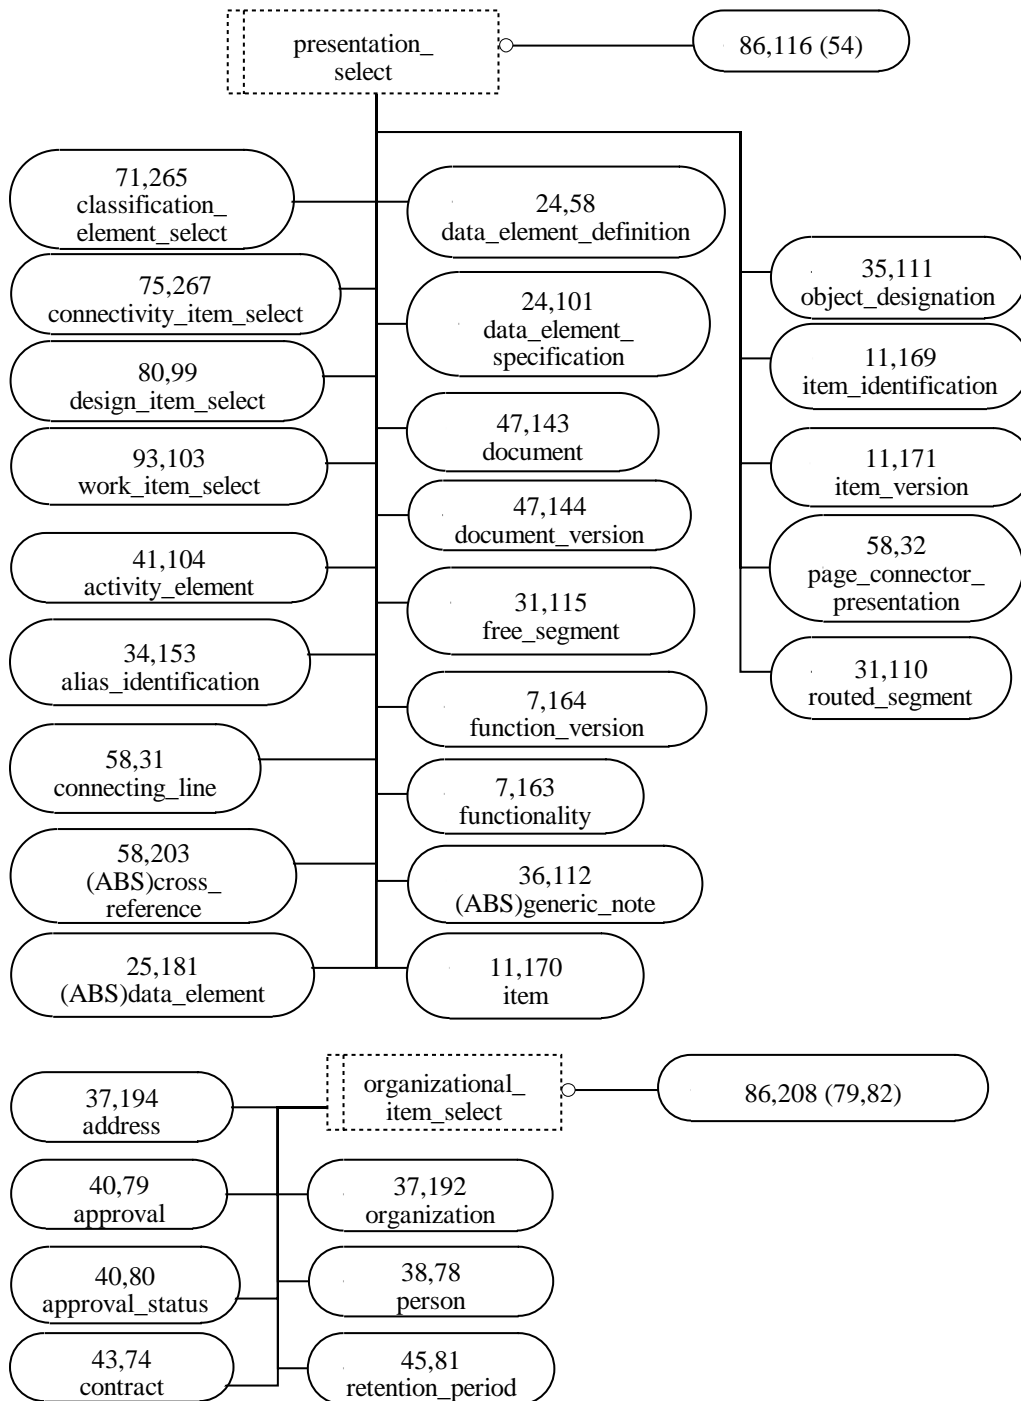 presentation_
select
86,116 (54)
71,265
classification_
element_select
24,58
data_element_definition
35,111
object_designation
75,267
connectivity_item_select
24,101
data_element_
specification
11,169
item_identification
80,99
design_item_select
47,143
document
11,171
item_version
93,103
work_item_select
47,144
document_version
58,32
page_connector_
presentation
41,104
activity_element
31,115
free_segment
31,110
routed_segment
34,153
alias_identification
7,164
function_version
58,31
connecting_line
7,163
functionality
58,203
(ABS)cross_
reference
36,112
(ABS)generic_note
25,181
(ABS)data_element
11,170
item
organizational_
item_select
86,208 (79,82)
37,194
address
40,79
approval
37,192
organization
40,80
approval_status
38,78
person
43,74
contract
45,81
retention_period